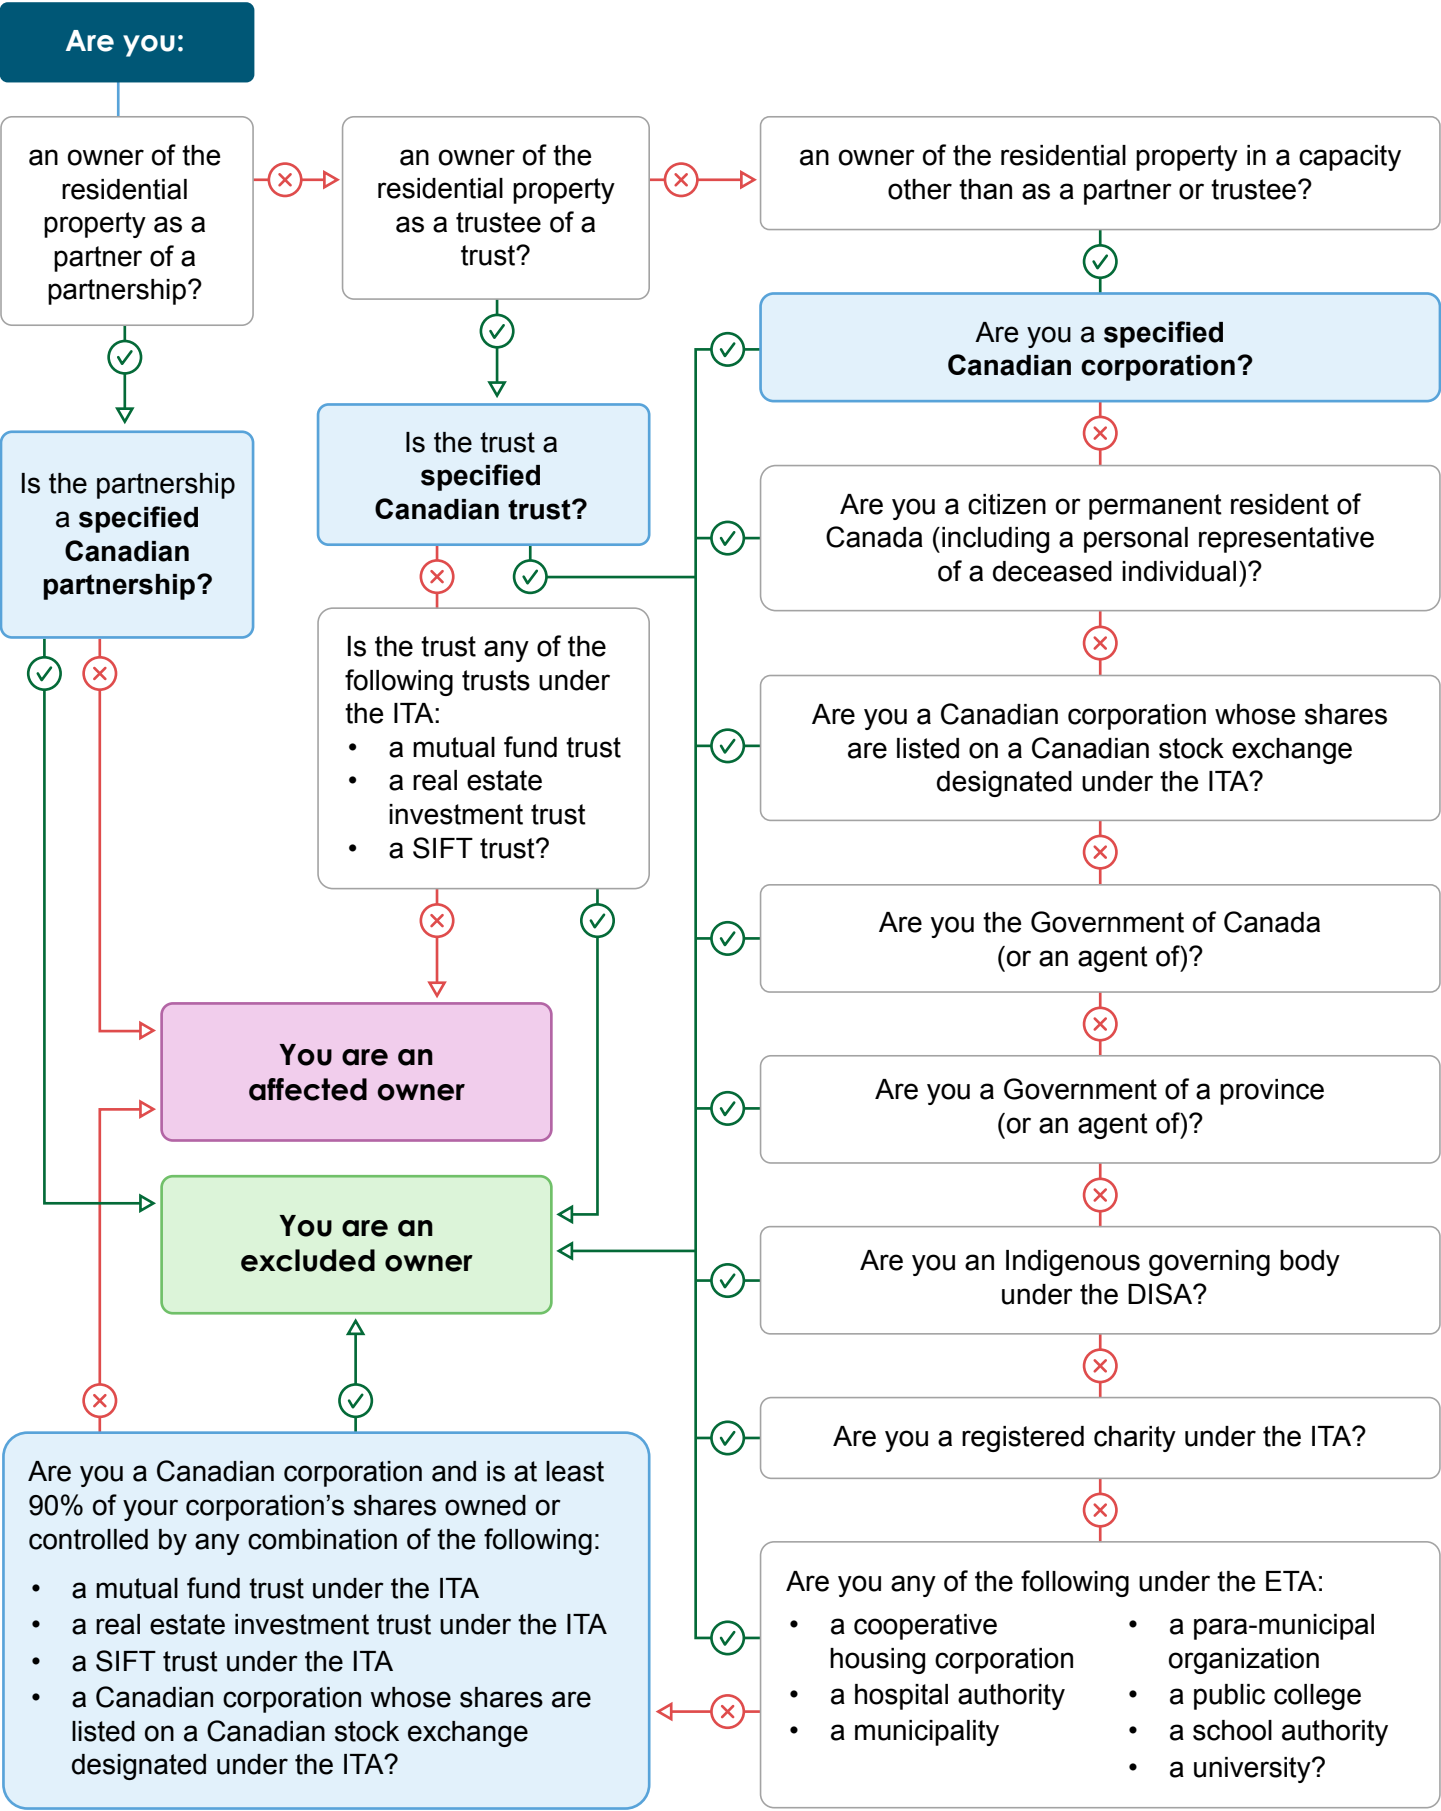 Are you:
an owner of the
residential
property as a
partner of a
partnership?
an owner of the
residential property
as a trustee of a
trust?
an owner of the residential property in a capacity
other than as a partner or trustee?
Is the partnership
a specified
Canadian
partnership?
Is the trust a
specified
Canadian trust?
Are you a specified
Canadian corporation?
Are you a citizen or permanent resident of
Canada (including a personal representative
of a deceased individual)?
Is the trust any of the
following trusts under
the ITA:
• a mutual fund trust
• a real estate
investment trust
• a SIFT trust?
Are you a Canadian corporation whose shares
are listed on a Canadian stock exchange
designated under the ITA?
Are you the Government of Canada
(or an agent of)?
You are an
affected owner
Are you a Government of a province
(or an agent of)?
You are an
excluded owner
Are you an Indigenous governing body
under the DISA?
Are you a registered charity under the ITA?
Are you a Canadian corporation and is at least
90% of your corporation’s shares owned or
controlled by any combination of the following:
• a mutual fund trust under the ITA
• a real estate investment trust under the ITA
• a SIFT trust under the ITA
• a Canadian corporation whose shares are
listed on a Canadian stock exchange
designated under the ITA?
Are you any of the following under the ETA:
• a cooperative
housing corporation
• a hospital authority
• a municipality
• a para-municipal
organization
• a public college
• a school authority
• a university?